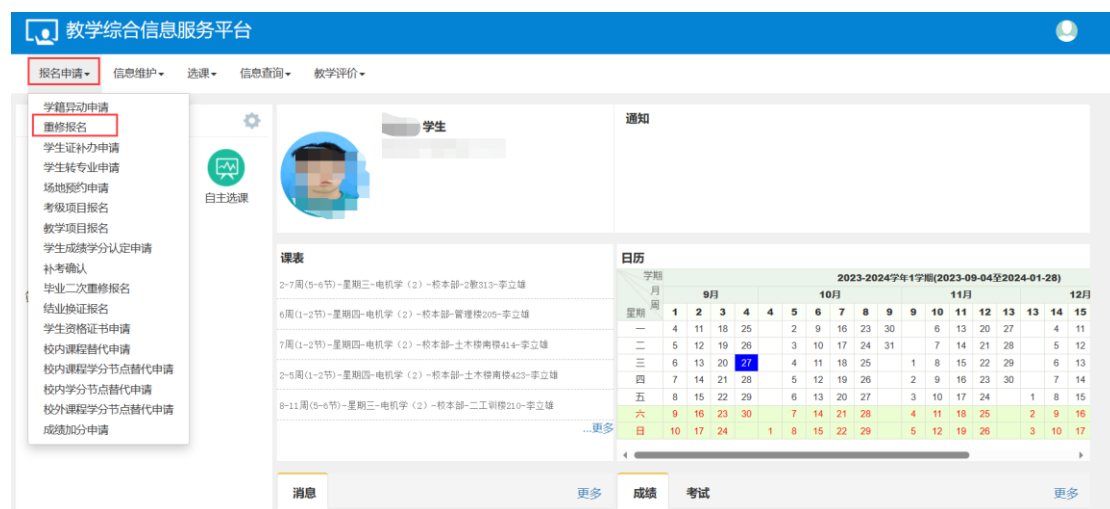 教学综合信息服务平台
报名申请 信息维护 选课 信息查询 教学评价
学籍异动申请
重修报名
学生证补办申请
学生转专业申请
场地预约申请
考级项目报名
教学项目报名
学生成绩学分认定申请
补考确认
毕业二次重修报名
结业换证报名
学生资格证书申请
校内课程替代申请
校内课程学分节点替代申请
校内学分节点替代申请
校外课程学分节点替代申请
成绩加分申请
自主选课
学生
通知
课表
2-7周(5-6节)-星期三-电机学（2）-校本部-2教313-李立雄
6周(1-2节)-星期四-电机学（2）-校本部-管理楼205-李立雄
7周(1-2节)-星期四-电机学（2）-校本部-土木楼南楼414-李立雄
2-5周(1-2节)-星期四-电机学（2）-校本部-土木楼南楼423-李立雄
8-11周(5-6节)-星期三-电机学（2）-校本部-二工训楼210-李立雄
...更多
日历
学期 2023-2024学年1学期(2023-09-04至2024-01-28)
月 9月 10月 11月 12月
周
星期 1 2 3 4 4 5 6 7 8 9 9 10 11 12 13 13 14 15
一 4 11 18 25 2 9 16 23 30 6 13 20 27 4 11
二 5 12 19 26 3 10 17 24 31 7 14 21 28 5 12
三 6 13 20 27 4 11 18 25 1 8 15 22 29 6 13
四 7 14 21 28 5 12 19 26 2 9 16 23 30 7 14
五 8 15 22 29 6 13 20 27 3 10 17 24 1 8 15
六 9 16 23 30 7 14 21 28 4 11 18 25 2 9 16
日 10 17 24 1 8 15 22 29 5 12 19 26 3 10 17
消息 更多
成绩 考试 更多